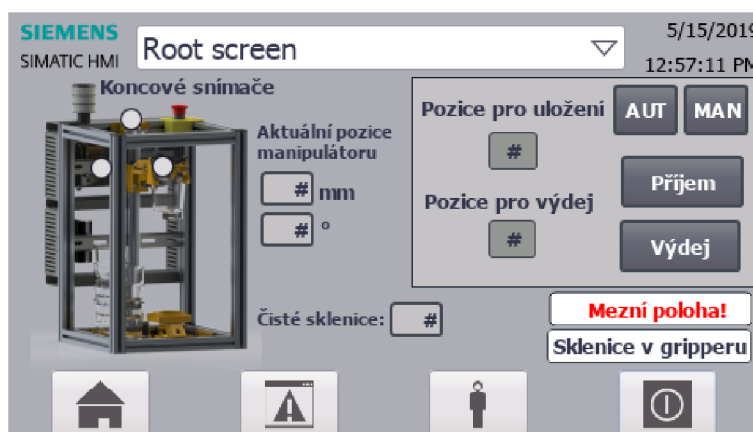 SIEMENS
SIMATIC HMI
Root screen
5/15/2019
12:57:11 PM
Koncové snímače
Aktuální pozice
manipulátoru
# mm
# °
Čisté sklenice: #
Pozice pro uložení
#
Pozice pro výdej
#
AUT MAN
Příjem
Výdej
Mezní poloha!
Sklenice v gripperu